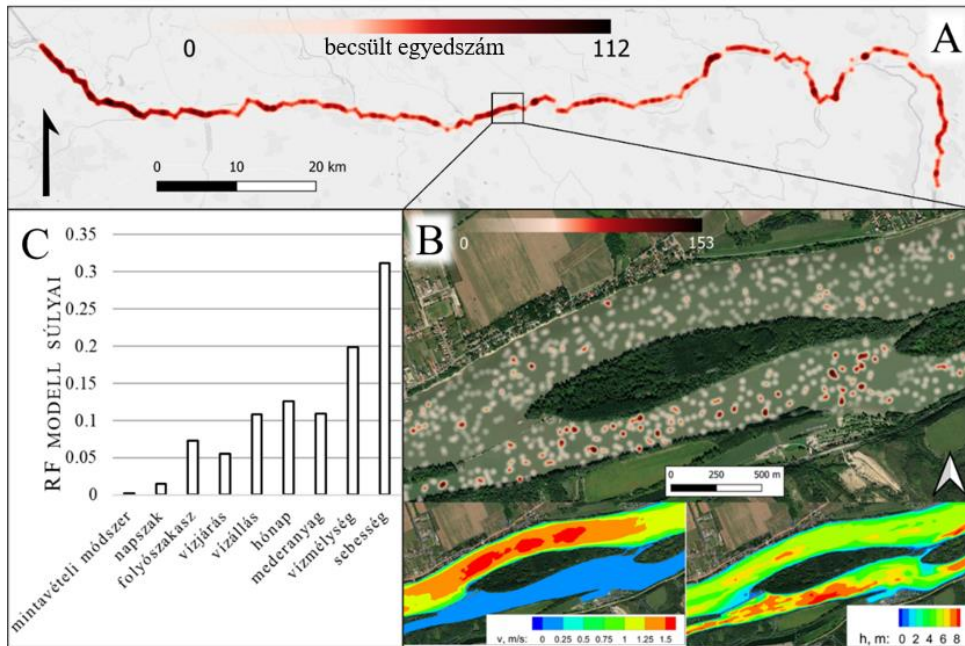 A
0 112
becsült egyedszám
0 10 20 km
C
0.35
0.3
0.25
0.2
0.15
0.1
0.05
0
RF MODELL SÚLYAI
mintavételi módszer
napszak
folyószakasz
vízjárás
vízállás
hónap
mederanyag
vízmélység
sebesség
B
0 153
0 250 500 m
v, m/s: 0 0.25 0.5 0.75 1 1.25 1.5
h, m: 0 2 4 6 8